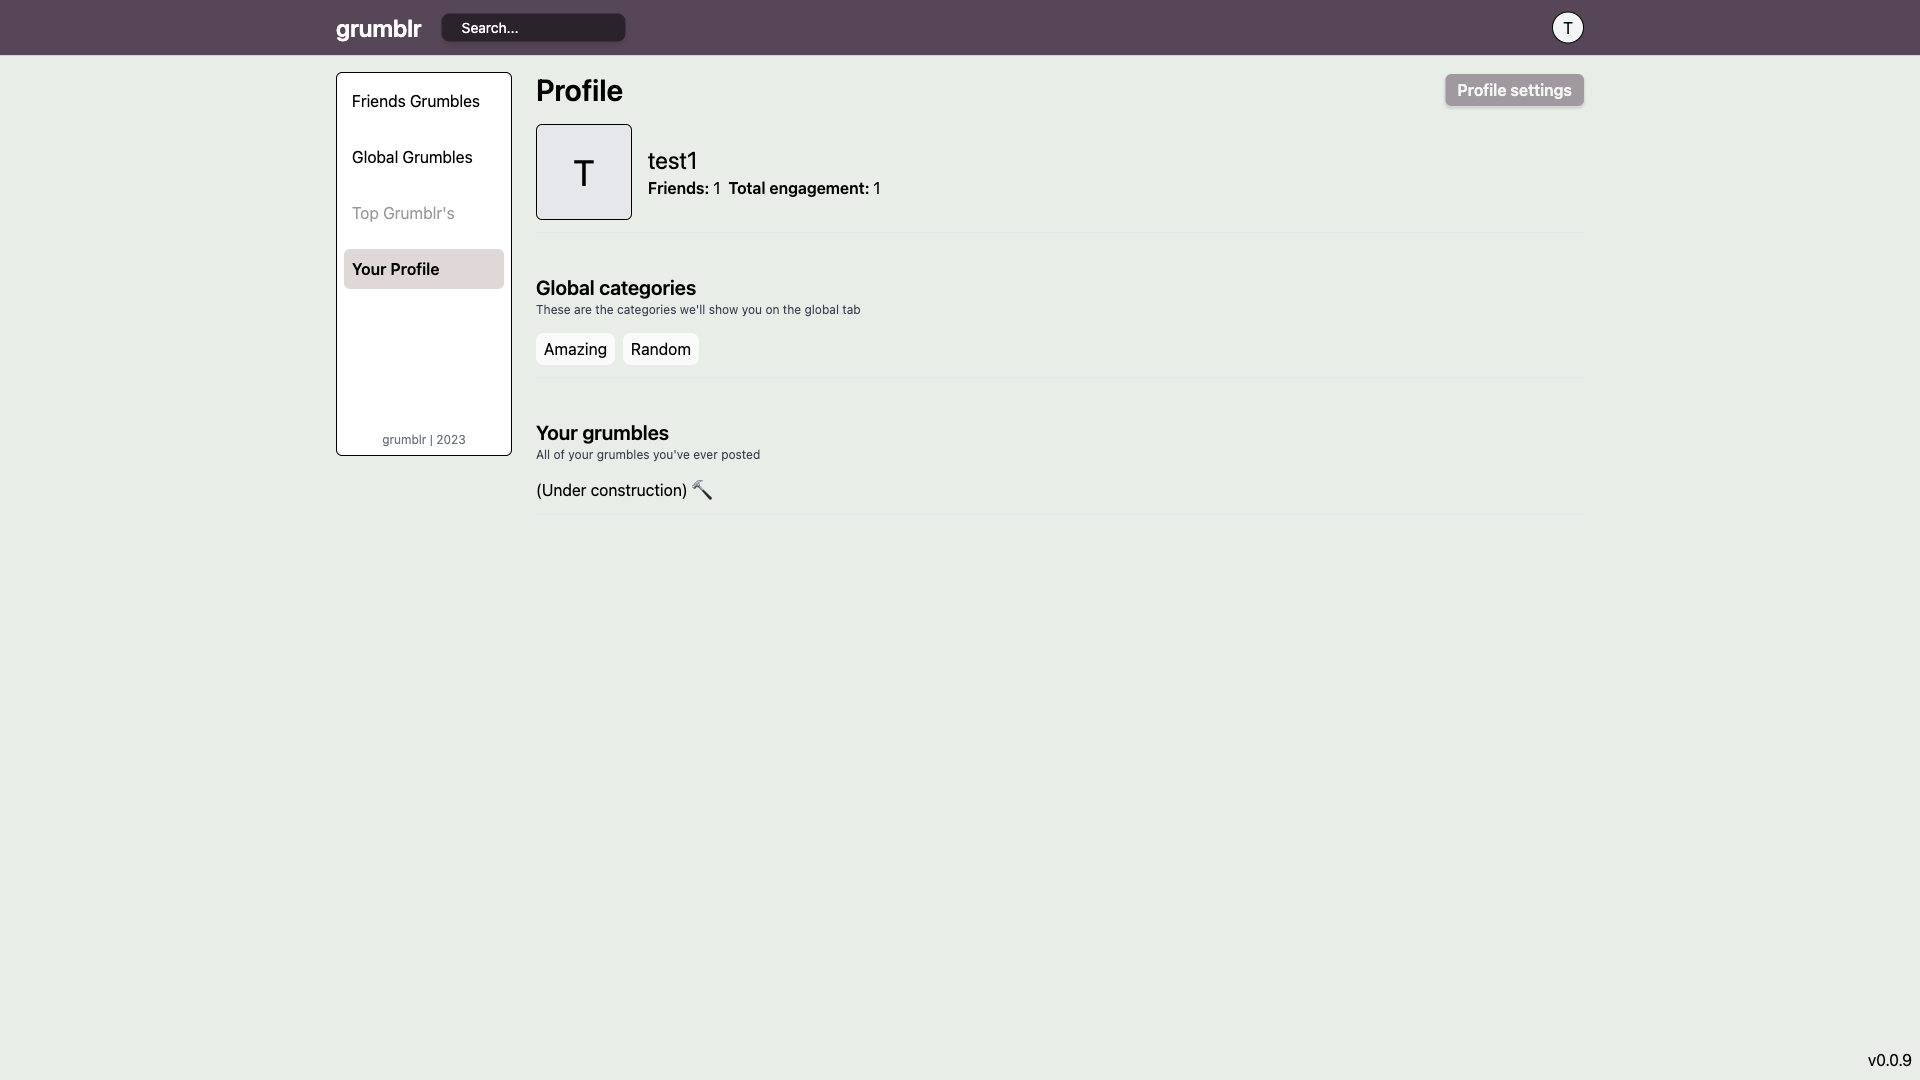 grumblr
Search...
T
Friends Grumbles
Global Grumbles
Top Grumblr's
Your Profile
grumblr | 2023
Profile
Profile settings
T
test1
Friends: 1 Total engagement: 1
Global categories
These are the categories we'll show you on the global tab
Amazing Random
Your grumbles
All of your grumbles you've ever posted
(Under construction) 🔨
v0.0.9